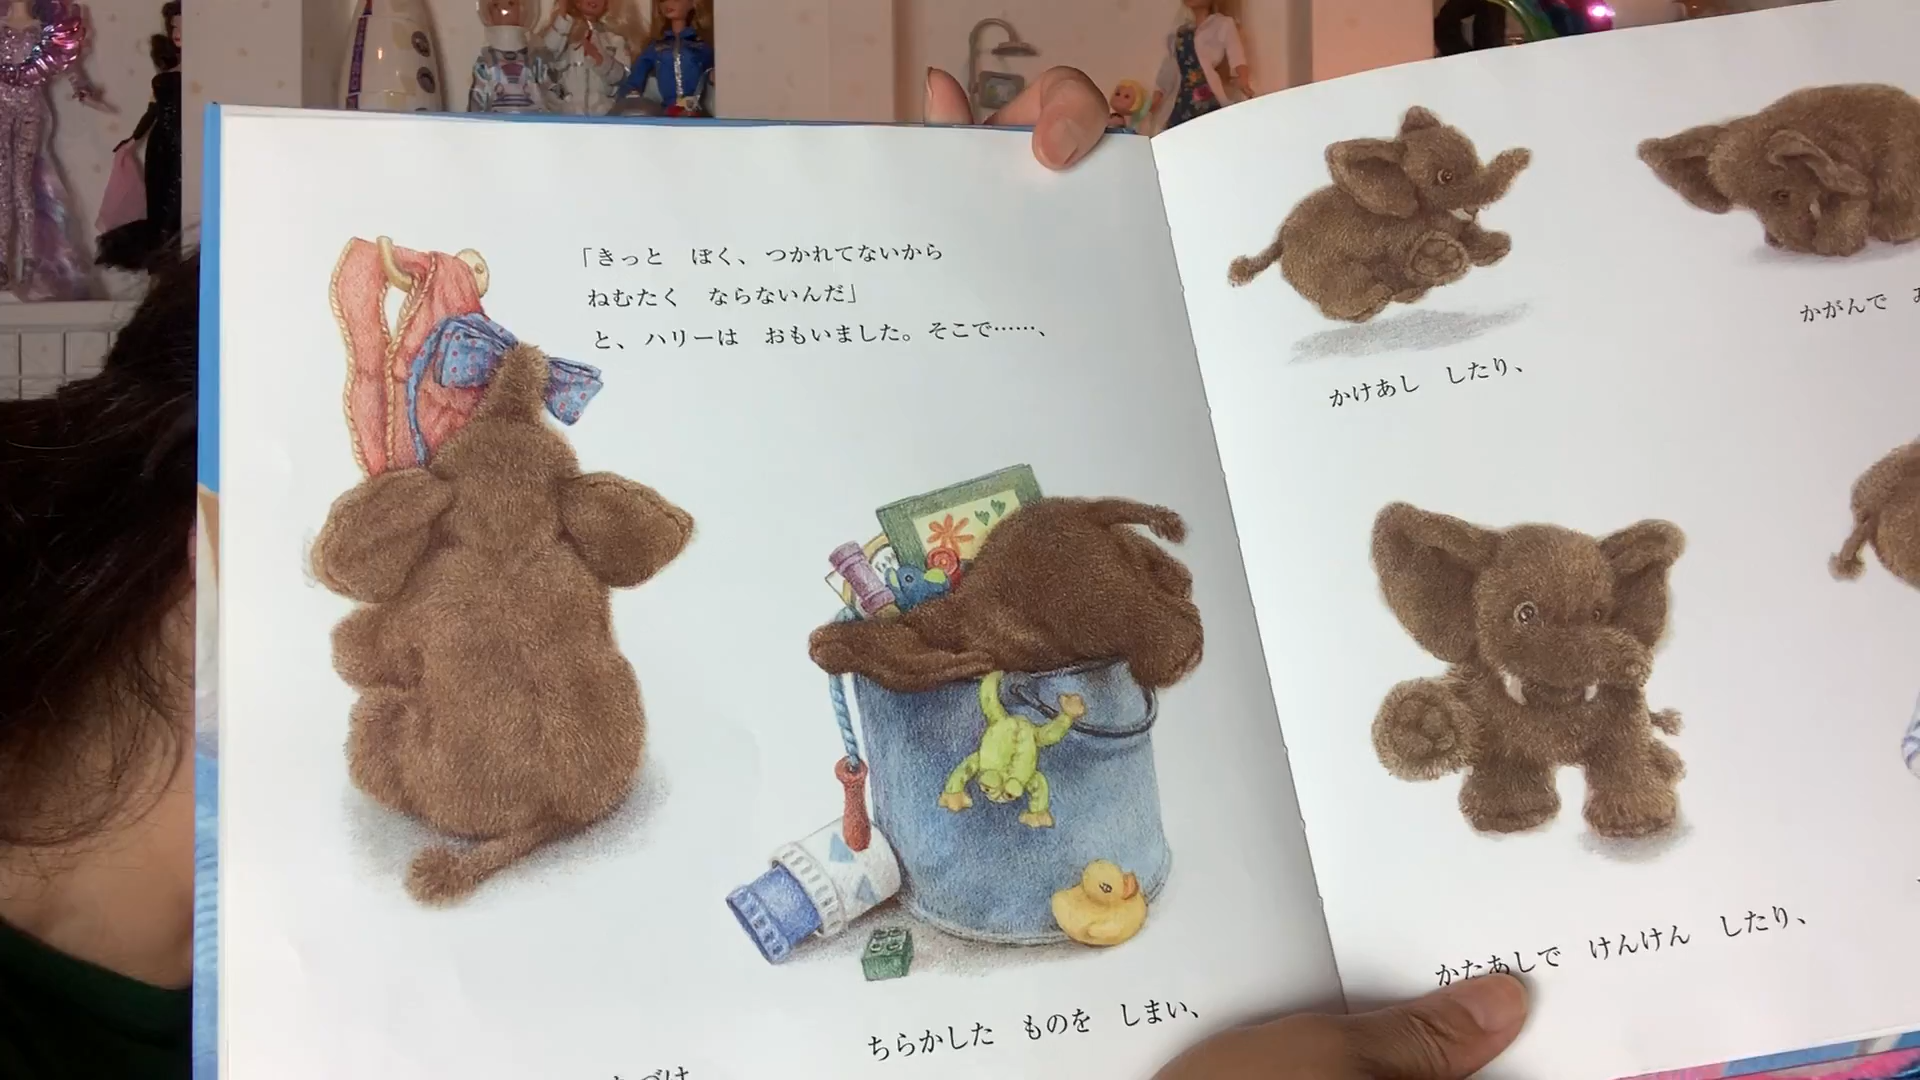 「きっと　ぼく、つかれてないから
ねむたく　ならないんだ」
と、ハリーは　おもいました。そこで……、
ちらかした　ものを　しまい、
かけあし　したり、
かがんで
かたあしで　けんけん　したり、